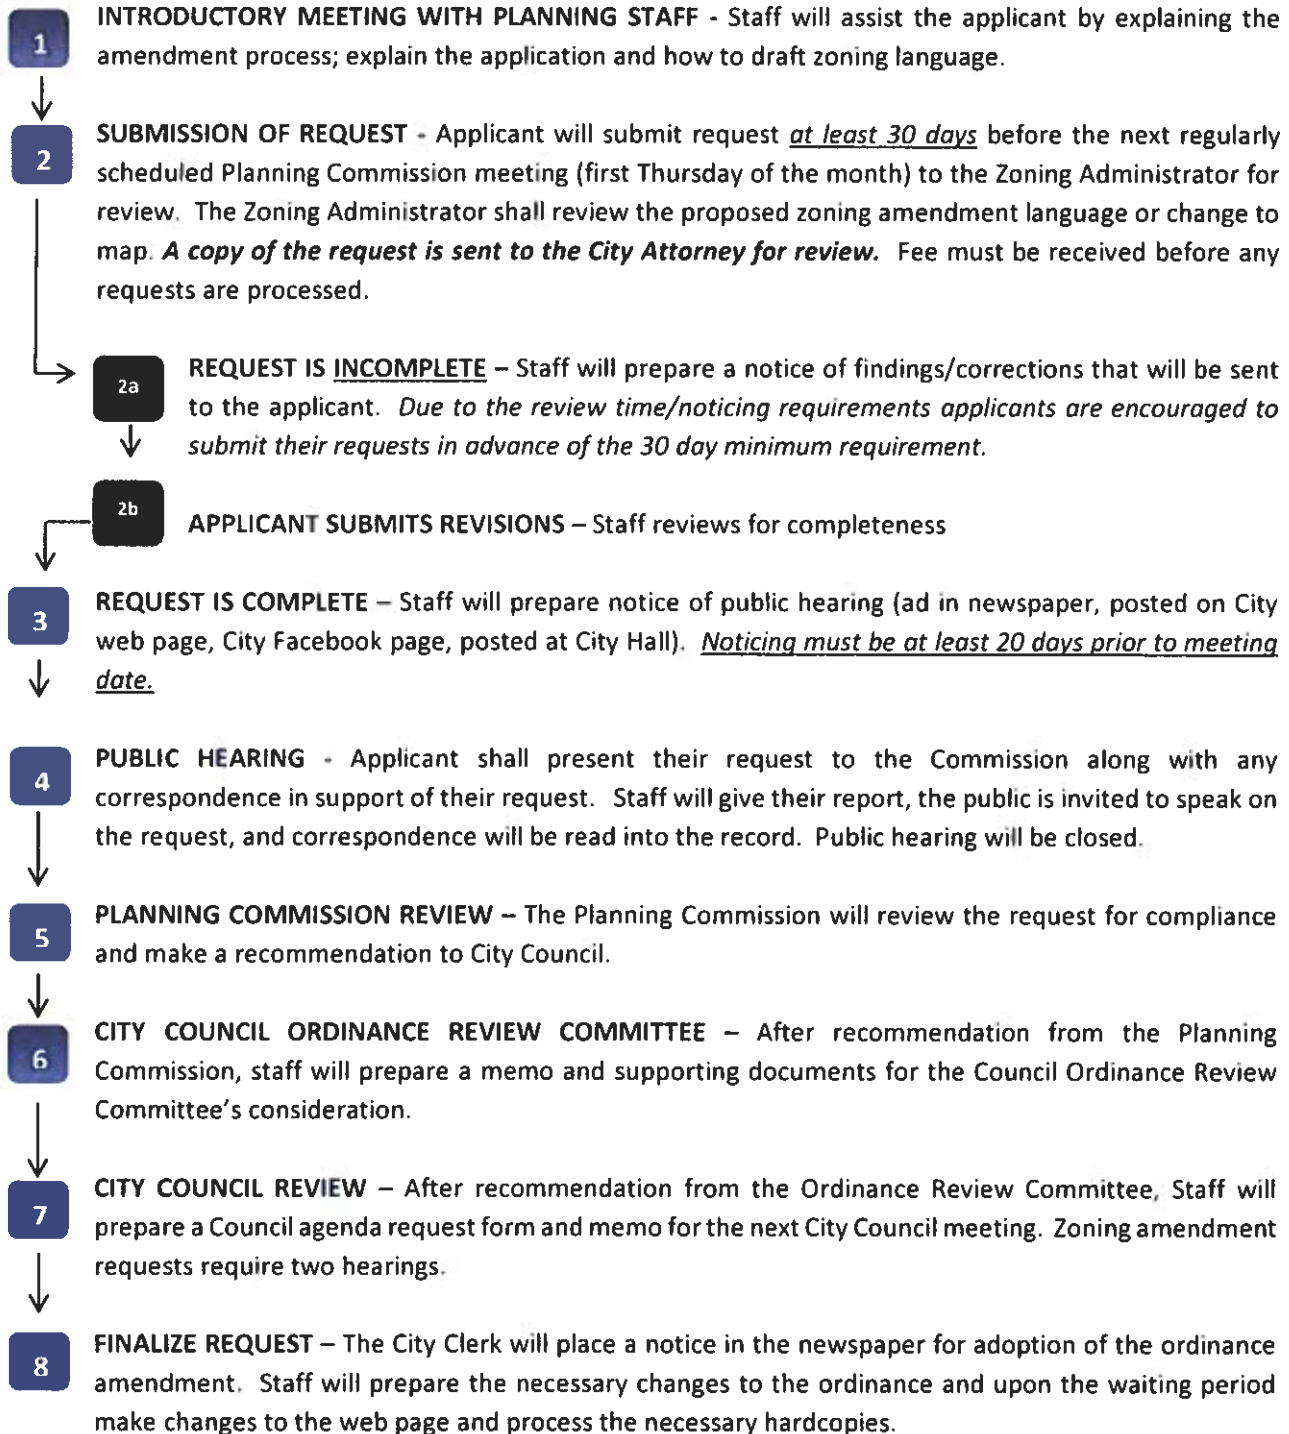 1
INTRODUCTORY MEETING WITH PLANNING STAFF - Staff will assist the applicant by explaining the
amendment process; explain the application and how to draft zoning language.
2
SUBMISSION OF REQUEST - Applicant will submit request at least 30 days before the next regularly
scheduled Planning Commission meeting (first Thursday of the month) to the Zoning Administrator for
review. The Zoning Administrator shall review the proposed zoning amendment language or change to
map. A copy of the request is sent to the City Attorney for review. Fee must be received before any
requests are processed.
2a
REQUEST IS INCOMPLETE – Staff will prepare a notice of findings/corrections that will be sent
to the applicant. Due to the review time/noticing requirements applicants are encouraged to
submit their requests in advance of the 30 day minimum requirement.
2b
APPLICANT SUBMITS REVISIONS – Staff reviews for completeness
3
REQUEST IS COMPLETE – Staff will prepare notice of public hearing (ad in newspaper, posted on City
web page, City Facebook page, posted at City Hall). Noticing must be at least 20 days prior to meeting
date.
4
PUBLIC HEARING - Applicant shall present their request to the Commission along with any
correspondence in support of their request. Staff will give their report, the public is invited to speak on
the request, and correspondence will be read into the record. Public hearing will be closed.
5
PLANNING COMMISSION REVIEW – The Planning Commission will review the request for compliance
and make a recommendation to City Council.
6
CITY COUNCIL ORDINANCE REVIEW COMMITTEE – After recommendation from the Planning
Commission, staff will prepare a memo and supporting documents for the Council Ordinance Review
Committee's consideration.
7
CITY COUNCIL REVIEW – After recommendation from the Ordinance Review Committee, Staff will
prepare a Council agenda request form and memo for the next City Council meeting. Zoning amendment
requests require two hearings.
8
FINALIZE REQUEST – The City Clerk will place a notice in the newspaper for adoption of the ordinance
amendment. Staff will prepare the necessary changes to the ordinance and upon the waiting period
make changes to the web page and process the necessary hardcopies.